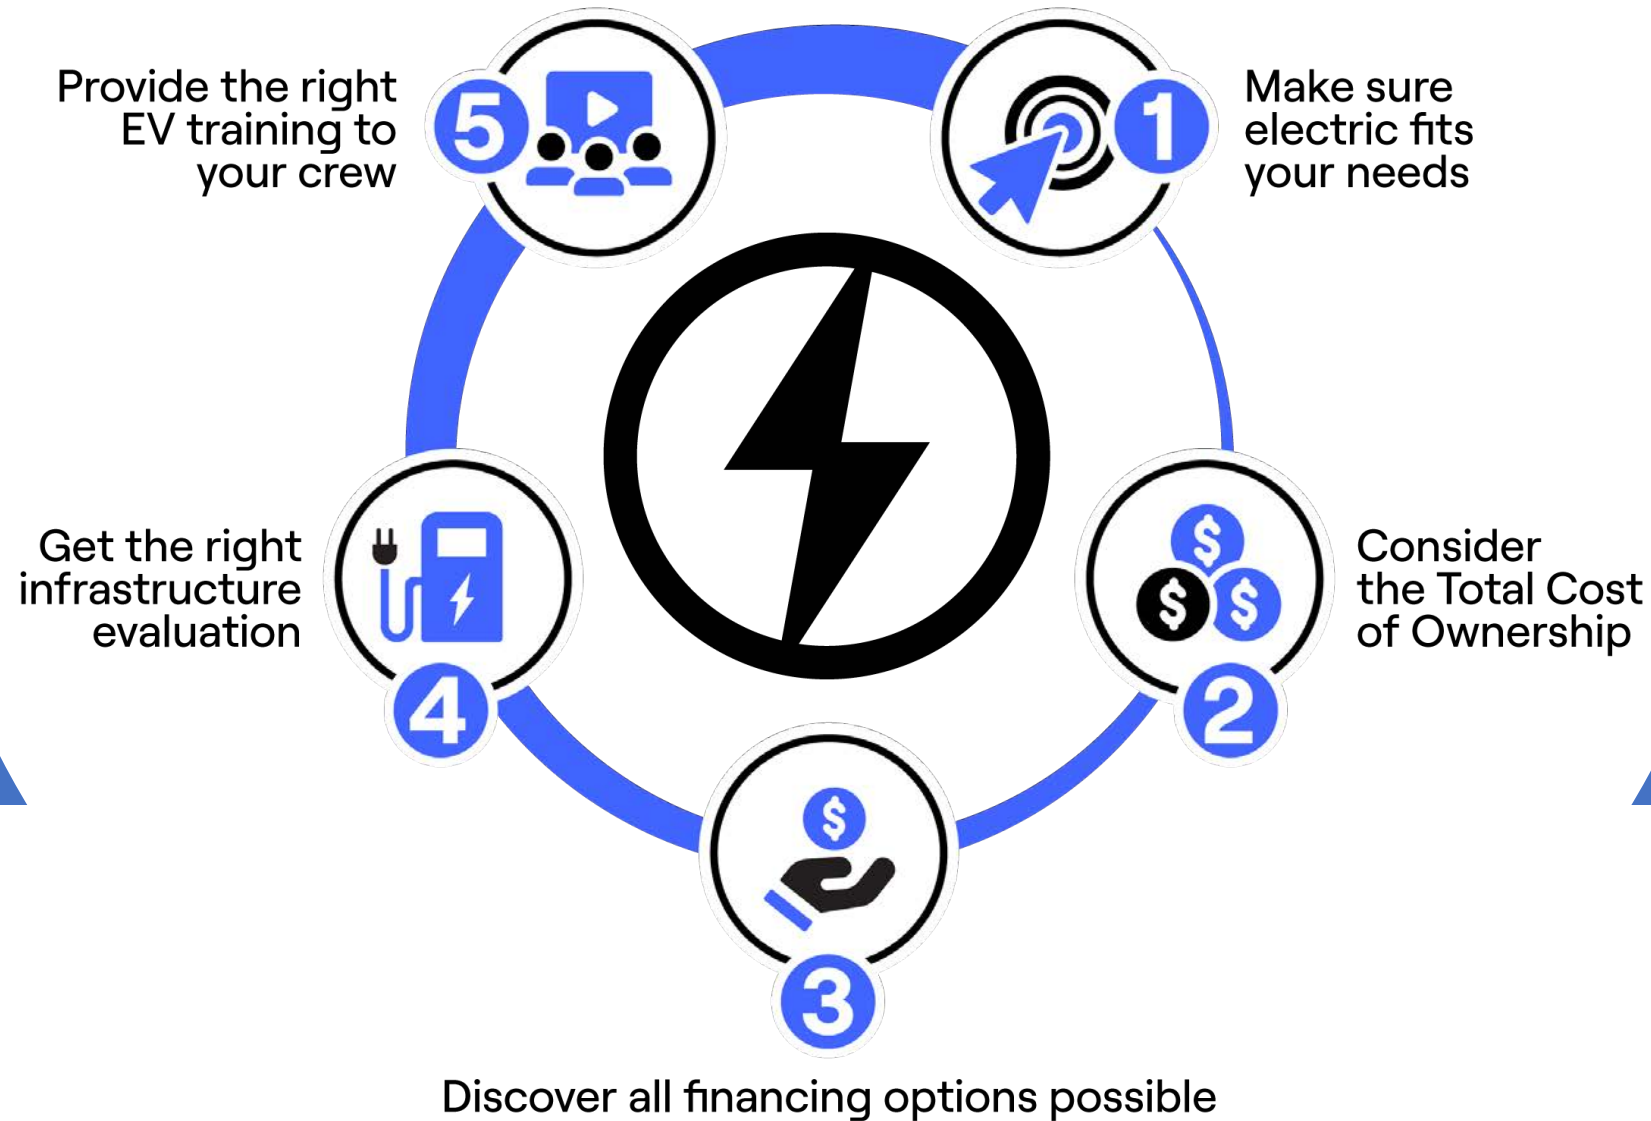 1
Make sure
electric fits
your needs
2
Consider
the Total Cost
of Ownership
$
$
$
3
$
Discover all financing options possible
4
Get the right
infrastructure
evaluation
5
Provide the right
EV training to
your crew